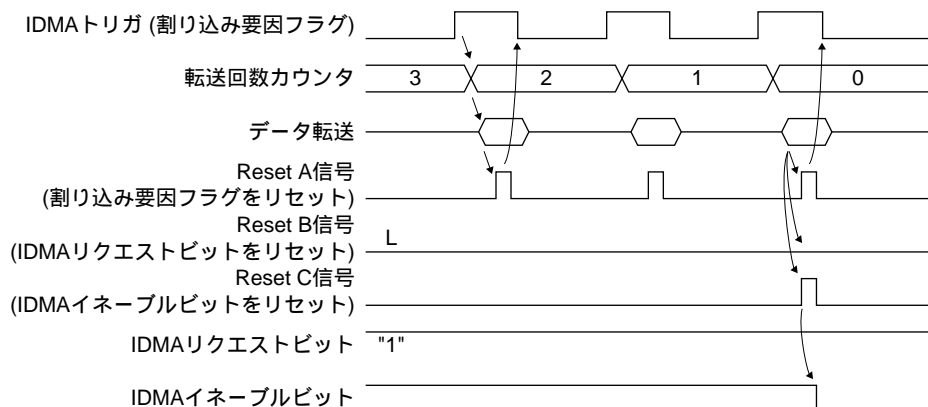 IDMAトリガ (割り込み要因フラグ)
転送回数カウンタ
3 2 1 0
データ転送
Reset A信号
(割り込み要因フラグをリセット)
Reset B信号
(IDMAリクエストビットをリセット)
L
Reset C信号
(IDMAイネーブルビットをリセット)
IDMAリクエストビット "1"
IDMAイネーブルビット